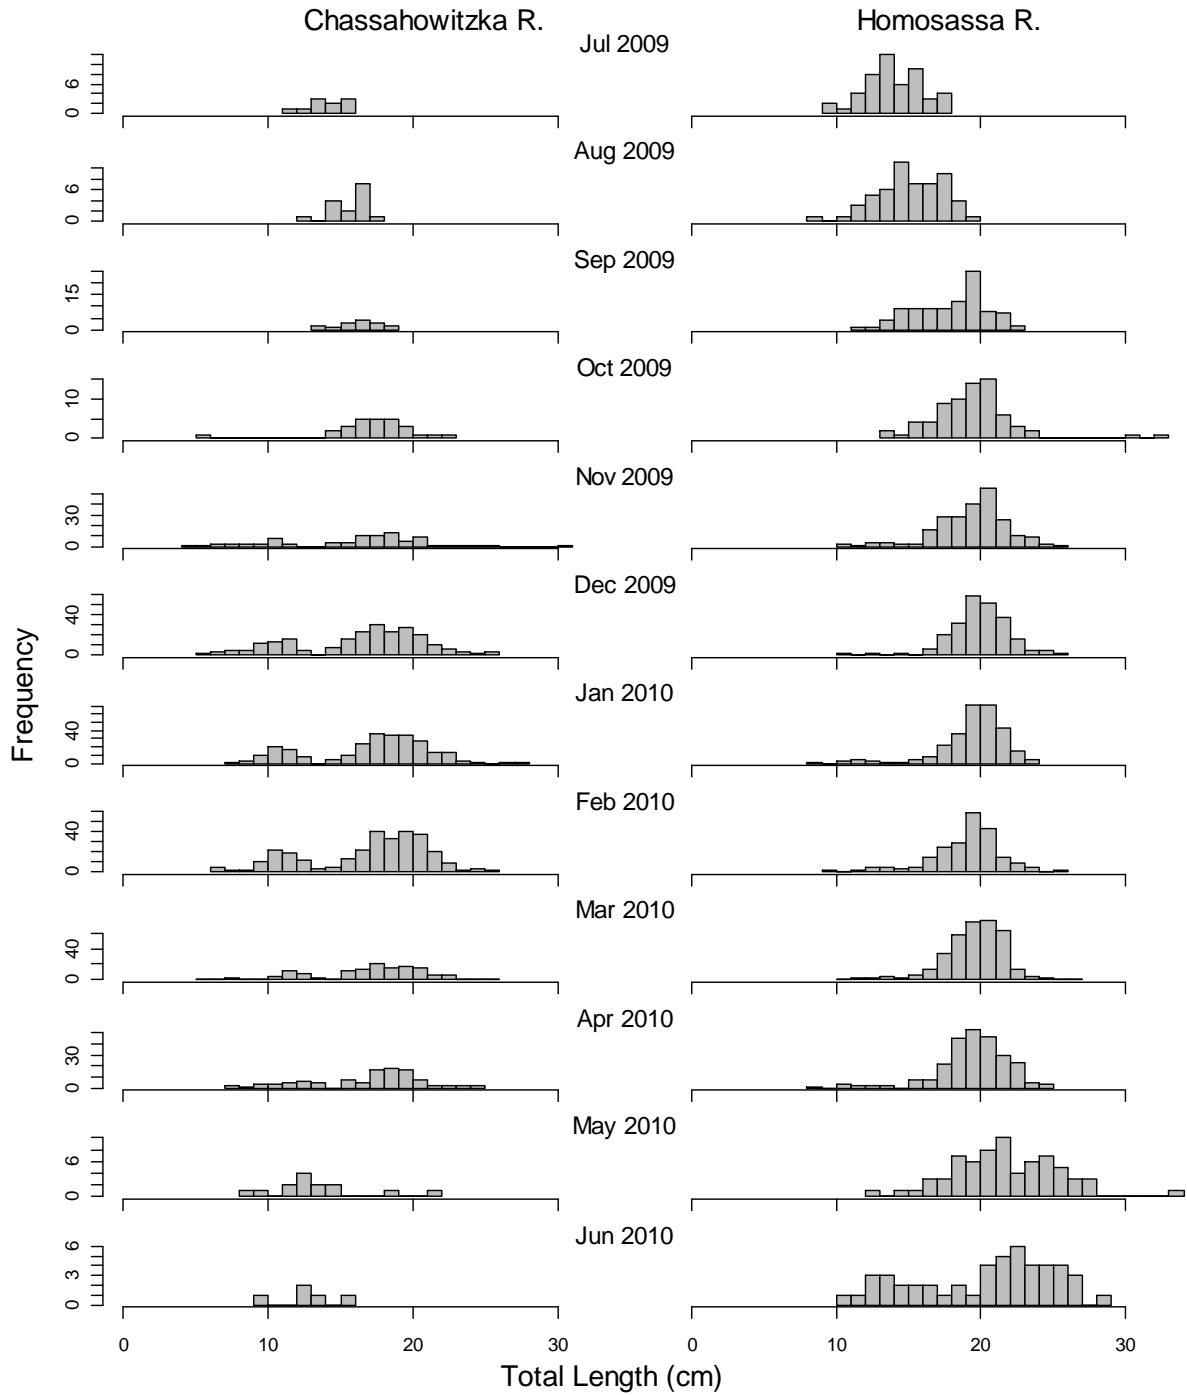 Chassahowitzka R. Homosassa R.
Jul 2009
0 6
Aug 2009
0 6
Sep 2009
0 15
Oct 2009
0 10
Nov 2009
0 30
Dec 2009
0 40
Jan 2010
0 40
Feb 2010
0 40
Mar 2010
0 40
Apr 2010
0 30
May 2010
0 6
Jun 2010
0 3 6
Frequency
0 10 20 30 0 10 20 30
Total Length (cm)